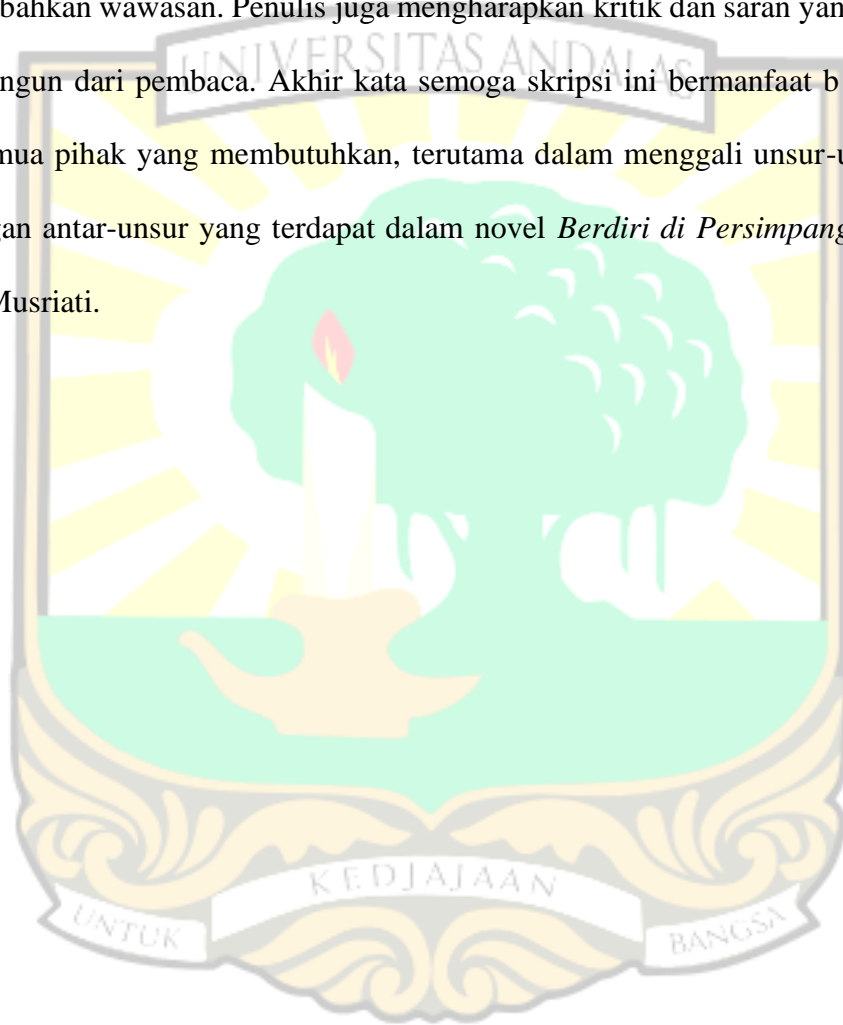 bahkan wawasan. Penulis juga mengharapkan kritik dan saran yan
UNIVERSITAS ANDALAS
ngun dari pembaca. Akhir kata semoga skripsi ini bermanfaat b
mua pihak yang membutuhkan, terutama dalam menggali unsur-u
gan antar-unsur yang terdapat dalam novel Berdiri di Persimpang
Musriati.
UNTUK
KEDJAJAAN
BANGSA